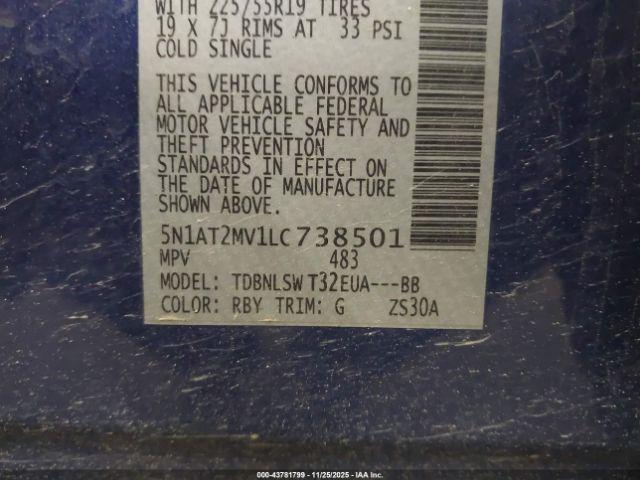 WITH 225/55R19 TIRES
19 X 7J RIMS AT 33 PSI
COLD SINGLE
THIS VEHICLE CONFORMS TO
ALL APPLICABLE FEDERAL
MOTOR VEHICLE SAFETY AND
THEFT PREVENTION
STANDARDS IN EFFECT ON
THE DATE OF MANUFACTURE
SHOWN ABOVE.
5N1AT2MV1LC738501
MPV 483
MODEL: TDBNLSW T32EUA---BB
COLOR: RBY TRIM: G ZS30A
000-43781799 — 11/25/2025 — IAA Inc.